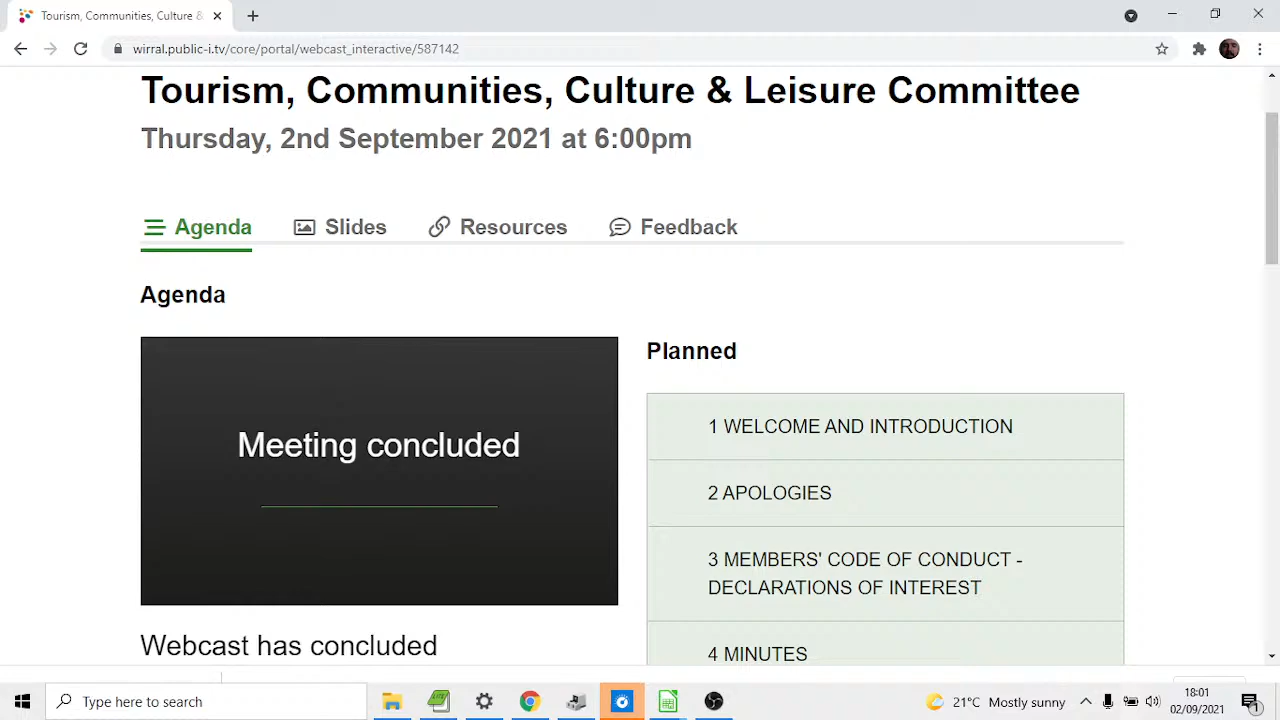 Tourism, Communities, Culture &
wirral.public-i.tv/core/portal/webcast_interactive/587142
Tourism, Communities, Culture & Leisure Committee
Thursday, 2nd September 2021 at 6:00pm
Agenda
Slides
Resources
Feedback
Agenda
Meeting concluded
Webcast has concluded
Planned
1 WELCOME AND INTRODUCTION
2 APOLOGIES
3 MEMBERS' CODE OF CONDUCT -
DECLARATIONS OF INTEREST
4 MINUTES
Type here to search
21°C Mostly sunny
18:01
02/09/2021
1